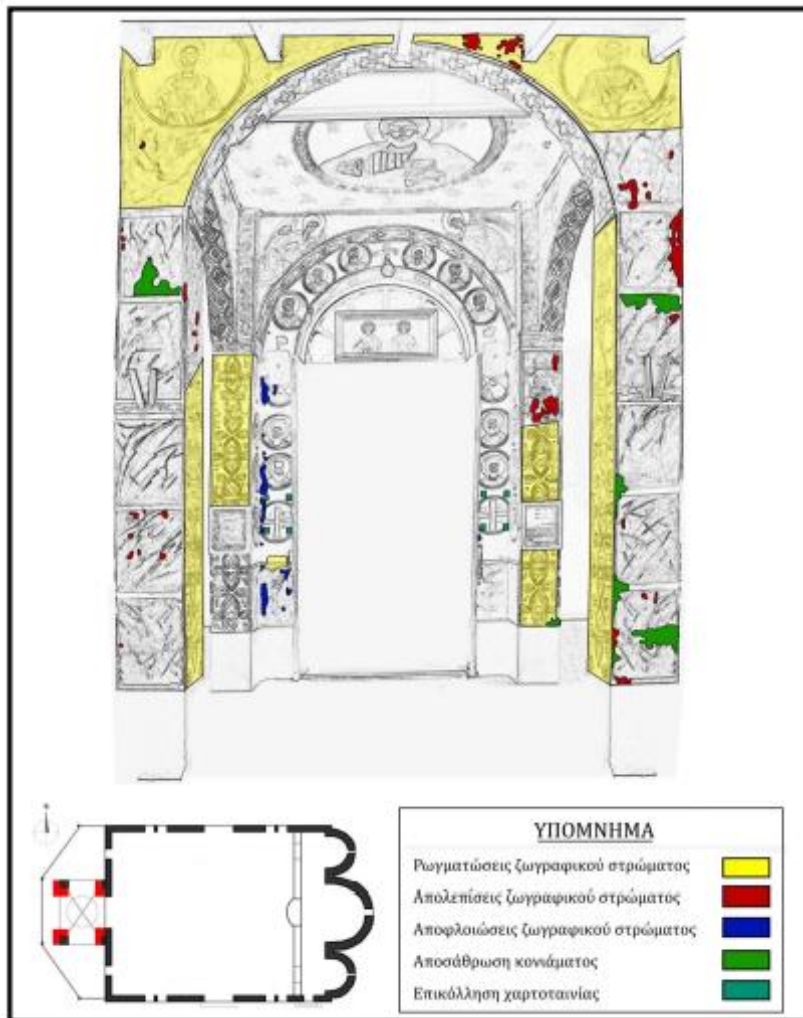 ΥΠΟΜΝΗΜΑ
Ρωγματώσεις ζωγραφικού στρώματος
Απολεπίσεις ζωγραφικού στρώματος
Αποφλοιώσεις ζωγραφικού στρώματος
Αποσάθρωση κονιάματος
Επικόλληση χαρτοταινίας